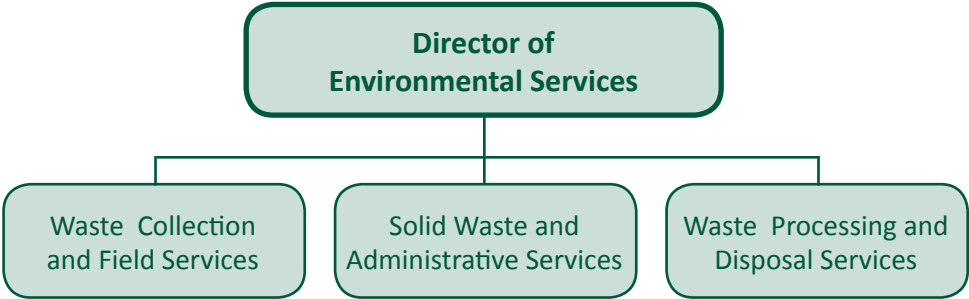 Director of
Environmental Services
Waste Collection
and Field Services
Solid Waste and
Administrative Services
Waste Processing and
Disposal Services